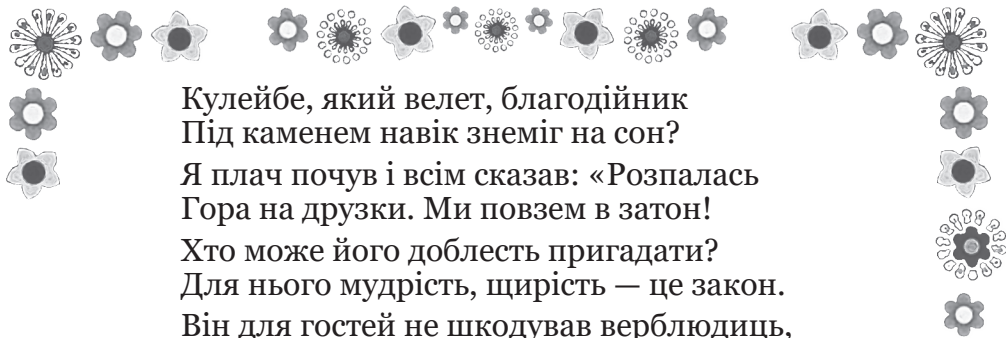 Кулейбе, який велет, благодійник
Під каменем навік знеміг на сон?
Я плач почув і всім сказав: «Розпалась
Гора на друзки. Ми повзем в затон!
Хто може його доблесть пригадати?
Для нього мудрість, щирість — це закон.
Він для гостей не шкодував верблюдиць,